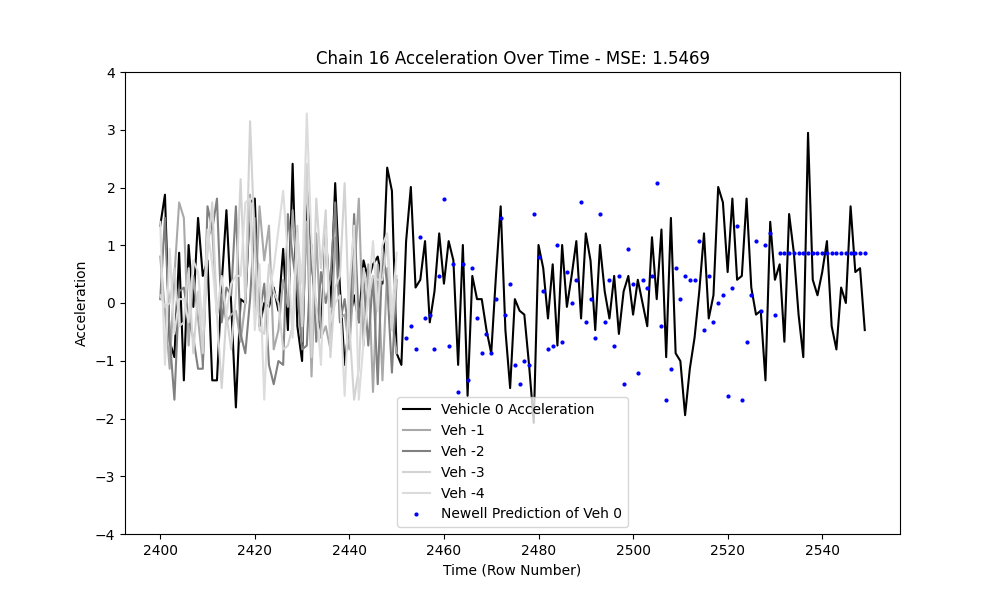 Chain 16 Acceleration Over Time - MSE: 1.5469
4
3
2
1
0
−1
−2
−3
−4
Acceleration
Vehicle 0 Acceleration
Veh -1
Veh -2
Veh -3
Veh -4
Newell Prediction of Veh 0
2400 2420 2440 2460 2480 2500 2520 2540
Time (Row Number)